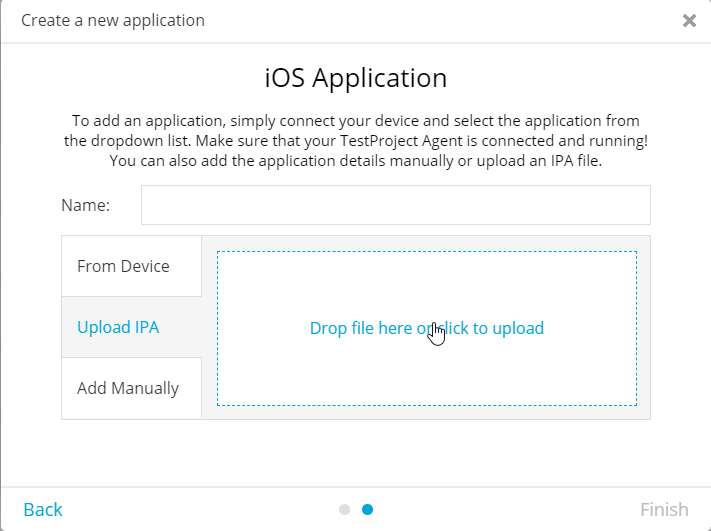 Create a new application
iOS Application
To add an application, simply connect your device and select the application from
the dropdown list. Make sure that your TestProject Agent is connected and running!
You can also add the application details manually or upload an IPA file.
Name:
From Device
Upload IPA
Add Manually
Drop file here or click to upload
Back
Finish